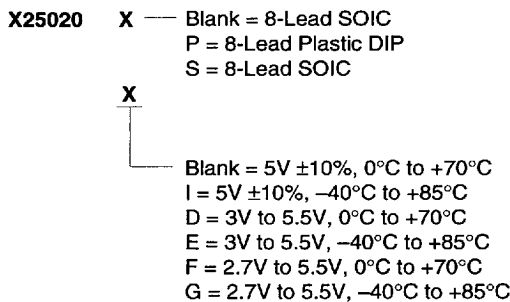 X25020 X Blank = 8-Lead SOIC
P = 8-Lead Plastic DIP
S = 8-Lead SOIC
X
Blank = 5V ±10%, 0°C to +70°C
I = 5V ±10%, –40°C to +85°C
D = 3V to 5.5V, 0°C to +70°C
E = 3V to 5.5V, –40°C to +85°C
F = 2.7V to 5.5V, 0°C to +70°C
G = 2.7V to 5.5V, –40°C to +85°C